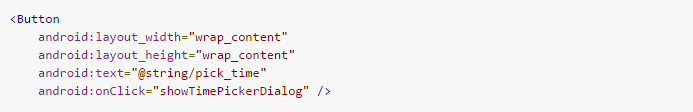 <Button
    android:layout_width="wrap_content"
    android:layout_height="wrap_content"
    android:text="@string/pick_time"
    android:onClick="showTimePickerDialog" />